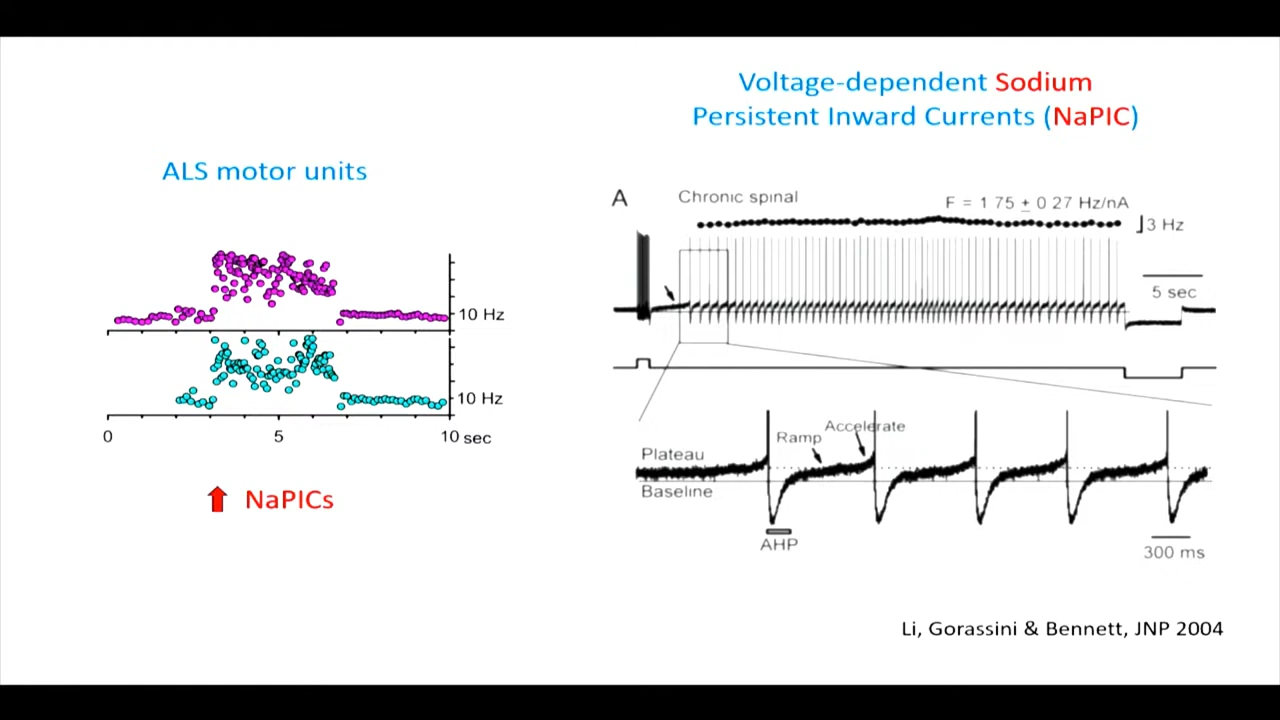 Voltage-dependent Sodium
Persistent Inward Currents (NaPIC)
ALS motor units
10 Hz
10 Hz
0 5 10 sec
NaPICs
A Chronic spinal F = 1 75 ± 0 27 Hz/nA
3 Hz
5 sec
Accelerate
Ramp
Plateau
Baseline
AHP
300 ms
Li, Gorassini & Bennett, JNP 2004